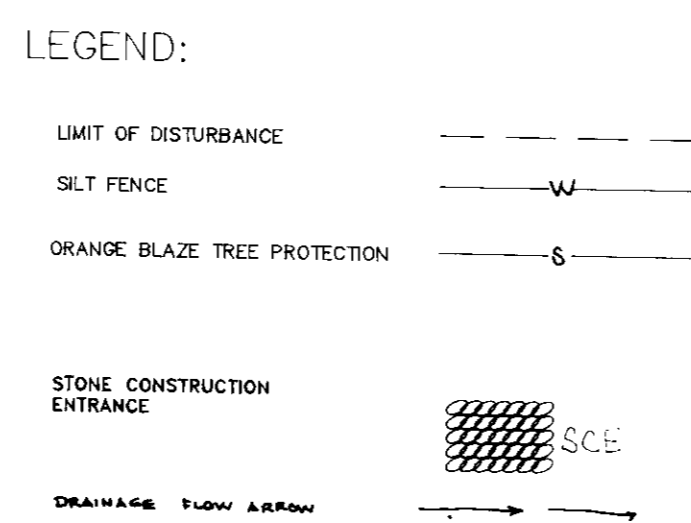 LEGEND:
LIMIT OF DISTURBANCE
SILT FENCE W
ORANGE BLAZE TREE PROTECTION S
STONE CONSTRUCTION
ENTRANCE
SCE
DRAINAGE FLOW ARROW